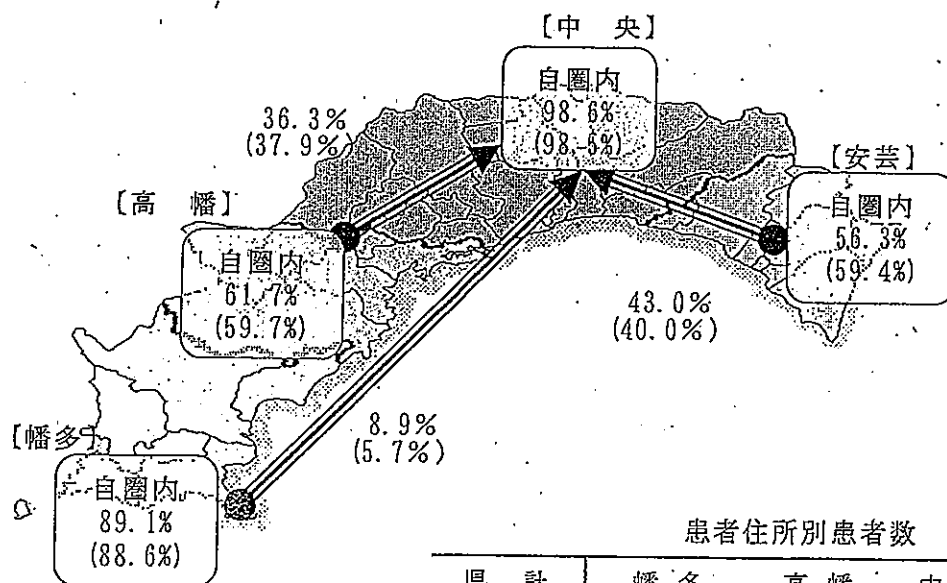 【中 央】
自圏内
98.6%
(98.5%)
36.3%
(37.9%)
【安芸】
自圏内
56.3%
(59.4%)
【高 幡】
自圏内
61.7%
(59.7%)
43.0%
(40.0%)
8.9%
(5.7%)
【幡多】
自圏内
89.1%
(88.6%)
患者住所別患者数
県 計 幡 多 高 幡